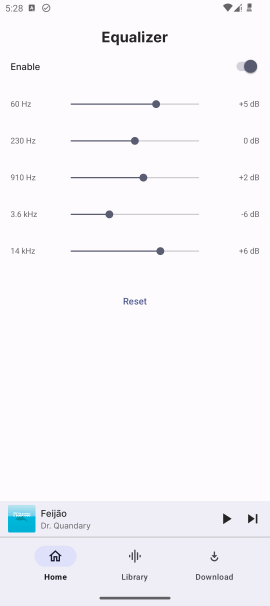 5:28
Equalizer
Enable
60 Hz +5 dB
230 Hz 0 dB
910 Hz +2 dB
3.6 kHz -6 dB
14 kHz +6 dB
Reset
Feijão
Dr. Quandary
Home Library Download